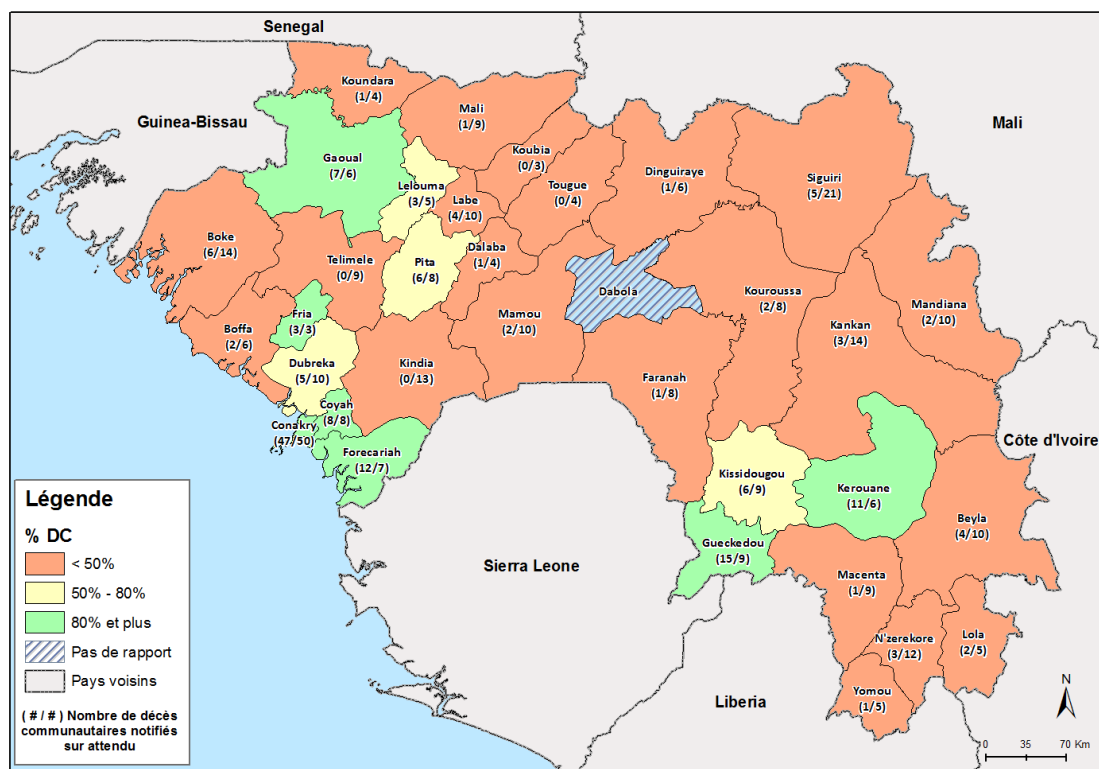 Senegal
Koundara
(1/4)
Mali
(1/9)
Guinea-Bissau
Mali
Koubia
(0/3)
Gaoual
(7/6)
Dinguiraye
(1/6)
Siguiri
(5/21)
Lelouma
(3/5)
Tougue
(0/4)
Labe
(4/10)
Boke
(6/14)
Dalaba
(1/4)
Telimele
(0/9)
Pita
(6/8)
Dabola
Kouroussa
(2/8)
Mandiana
(2/10)
Fria
(3/3)
Mamou
(2/10)
Kankan
(3/14)
Boffa
(2/6)
Dubreka
(5/10)
Kindia
(0/13)
Faranah
(1/8)
Coyah
(8/8)
Conakry
(47/50)
Côte d'Ivoire
Forecariah
(12/7)
Kissidougou
(6/9)
Kerouane
(11/6)
Beyla
(4/10)
Gueckedou
(15/9)
Sierra Leone
Macenta
(1/9)
N'zerekore
(3/12)
Lola
(2/5)
Yomou
(1/5)
Liberia
Légende
% DC
< 50%
50% - 80%
80% et plus
Pas de rapport
Pays voisins
( # / # ) Nombre de décès
communautaires notifiés
sur attendu
N
0 35 70 Km